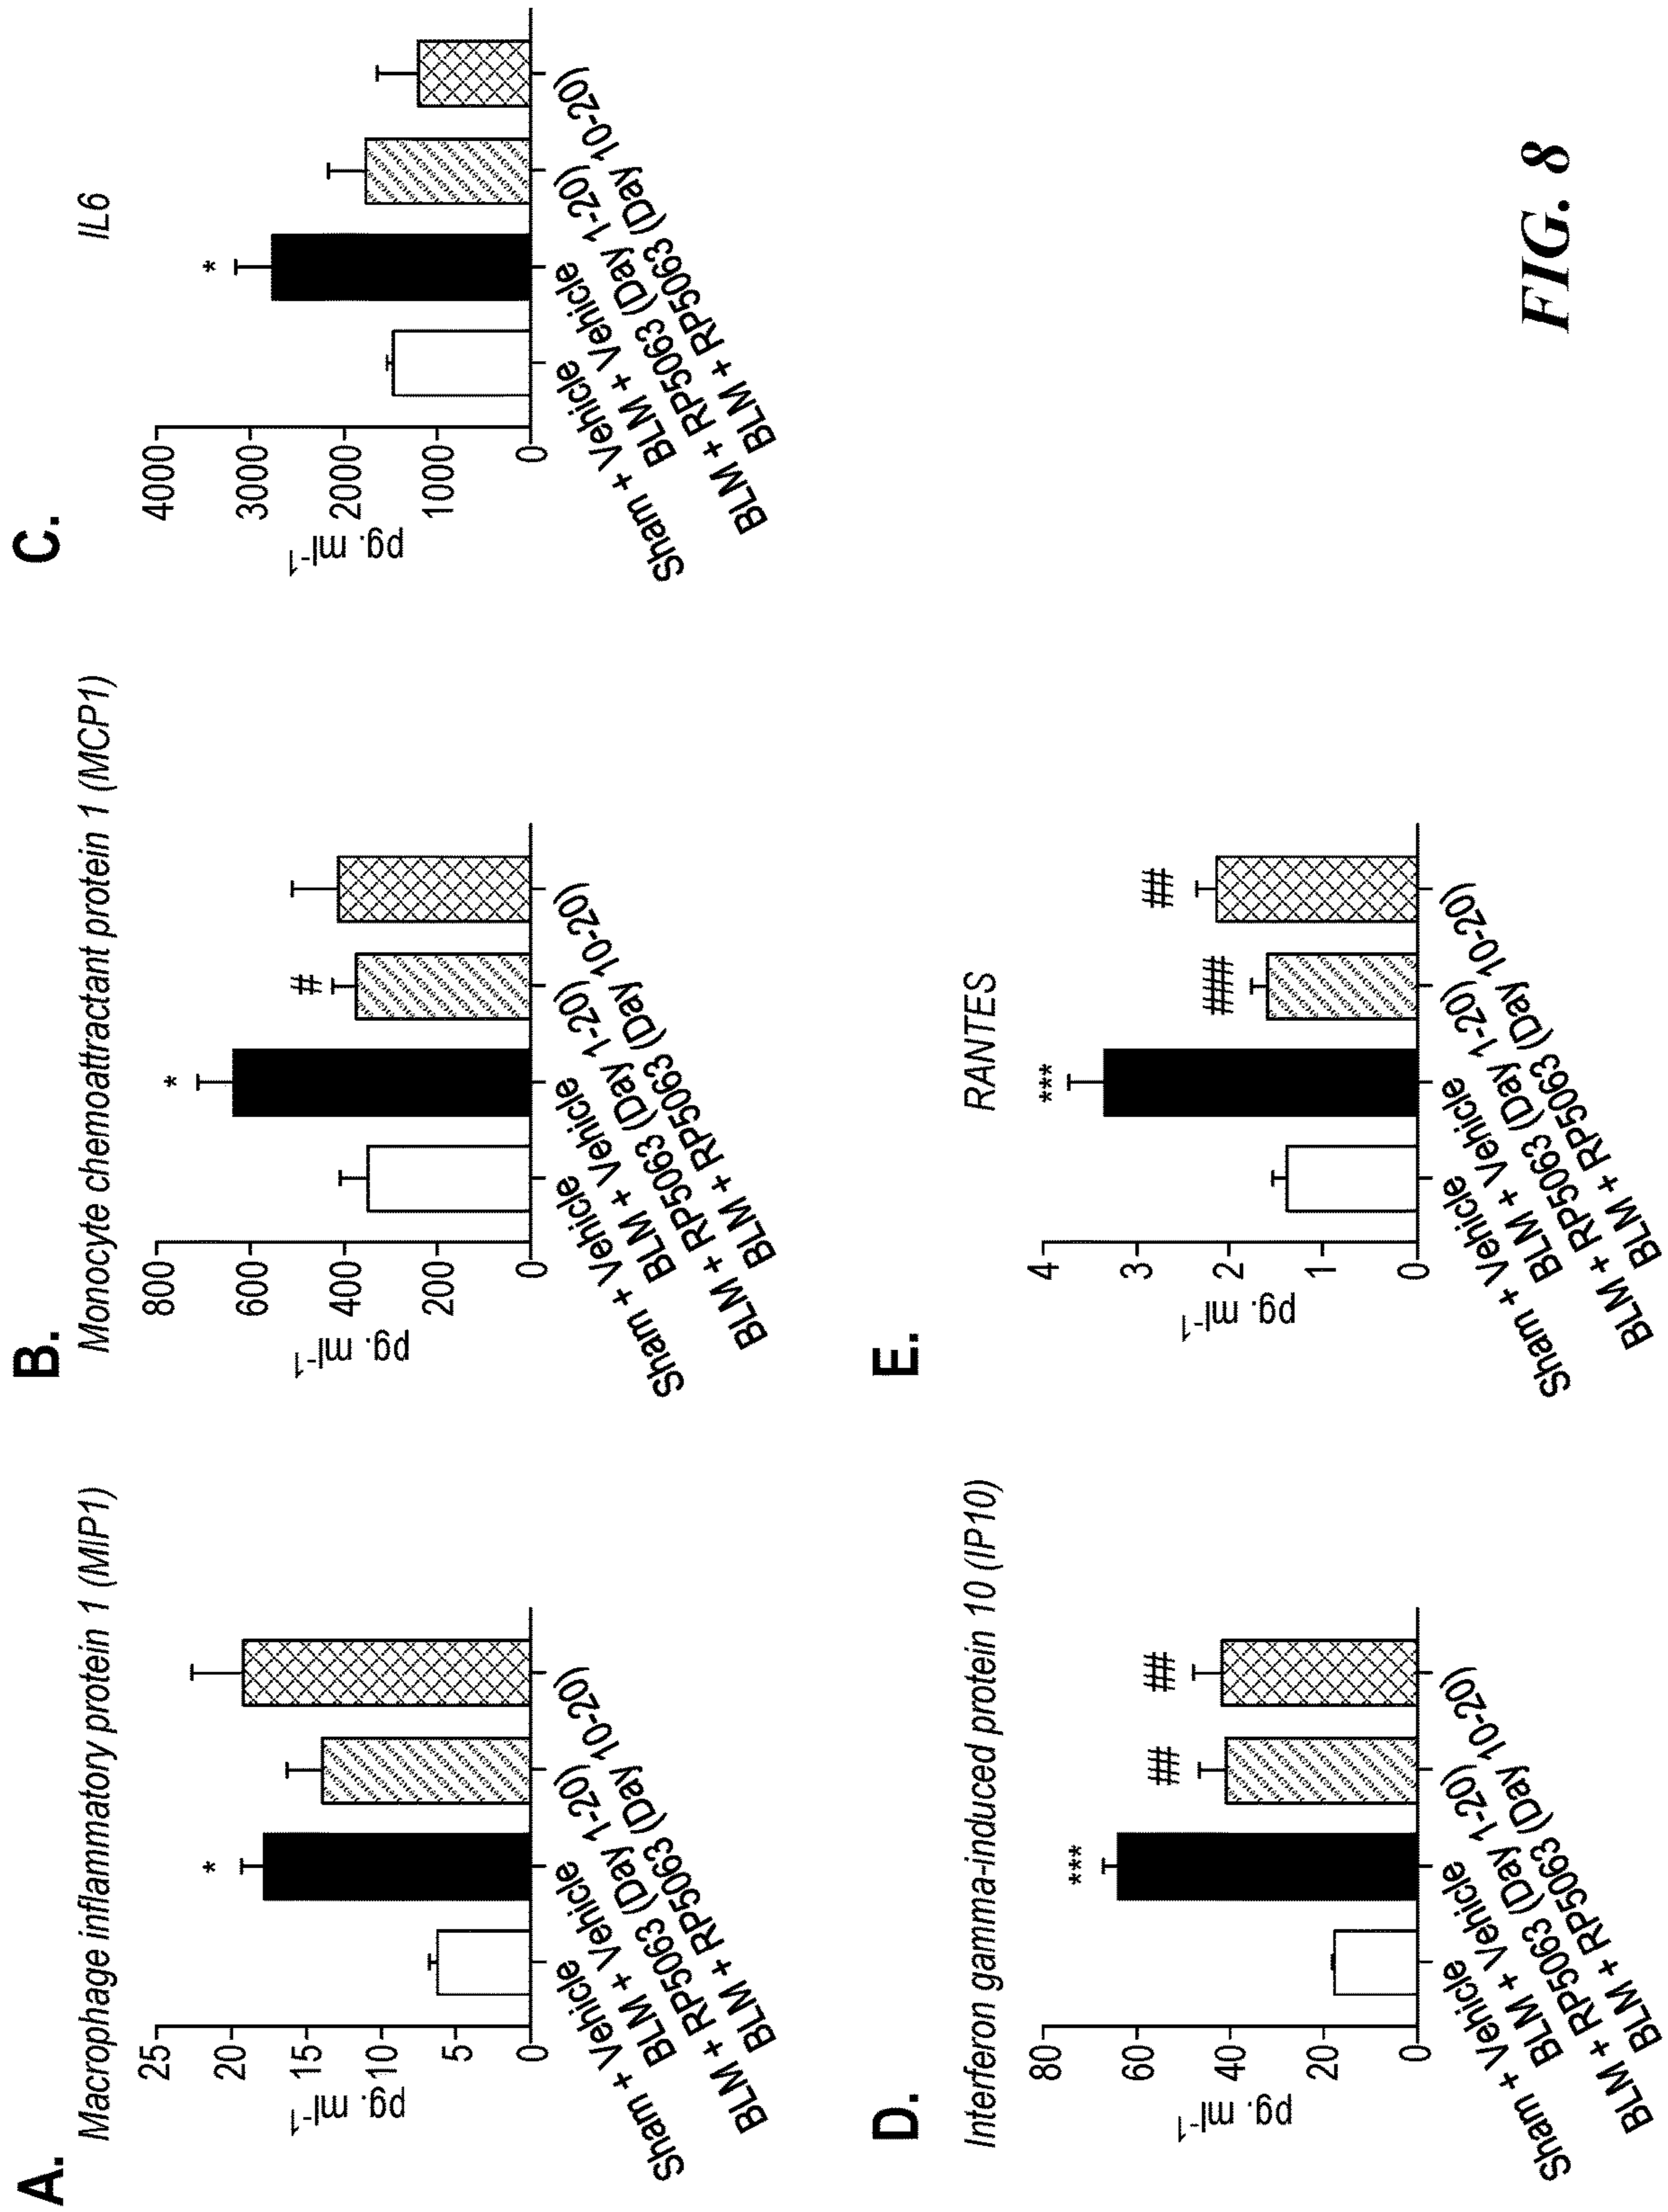 A.
Macrophage inflammatory protein 1 (MIP1)
25
20
15
10
5
0
pg. ml-1
*
Sham + Vehicle
BLM + Vehicle
BLM + RP5063 (Day 1-20)
BLM + RP5063 (Day 10-20)
B.
Monocyte chemoattractant protein 1 (MCP1)
800
600
400
200
0
pg. ml-1
*
#
Sham + Vehicle
BLM + Vehicle
BLM + RP5063 (Day 1-20)
BLM + RP5063 (Day 10-20)
C.
IL6
4000
3000
2000
1000
0
pg. ml-1
*
Sham + Vehicle
BLM + Vehicle
BLM + RP5063 (Day 1-20)
BLM + RP5063 (Day 10-20)
D.
Interferon gamma-induced protein 10 (IP10)
80
60
40
20
0
pg. ml-1
***
##
##
Sham + Vehicle
BLM + Vehicle
BLM + RP5063 (Day 1-20)
BLM + RP5063 (Day 10-20)
E.
RANTES
4
3
2
1
0
pg. ml-1
***
###
##
Sham + Vehicle
BLM + Vehicle
BLM + RP5063 (Day 1-20)
BLM + RP5063 (Day 10-20)
FIG. 8